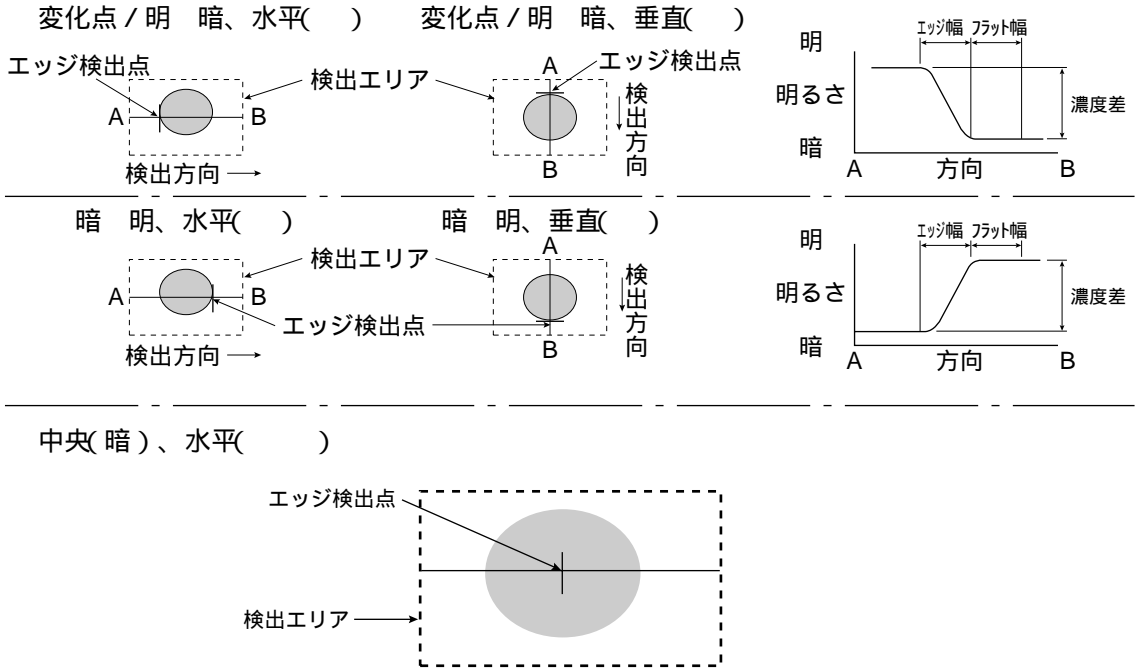 変化点 / 明　暗、水平(　　)
変化点 / 明　暗、垂直(　　)
エッジ検出点
検出エリア
A
B
検出方向
A
エッジ検出点
検出方向
B
明
明るさ
暗
エッジ幅
フラット幅
濃度差
A
方向
B
暗　明、水平(　　)
暗　明、垂直(　　)
検出エリア
A
B
エッジ検出点
検出方向
A
検出方向
B
明
明るさ
暗
エッジ幅
フラット幅
濃度差
A
方向
B
中央( 暗 ) 、水平(　　　)
エッジ検出点
検出エリア